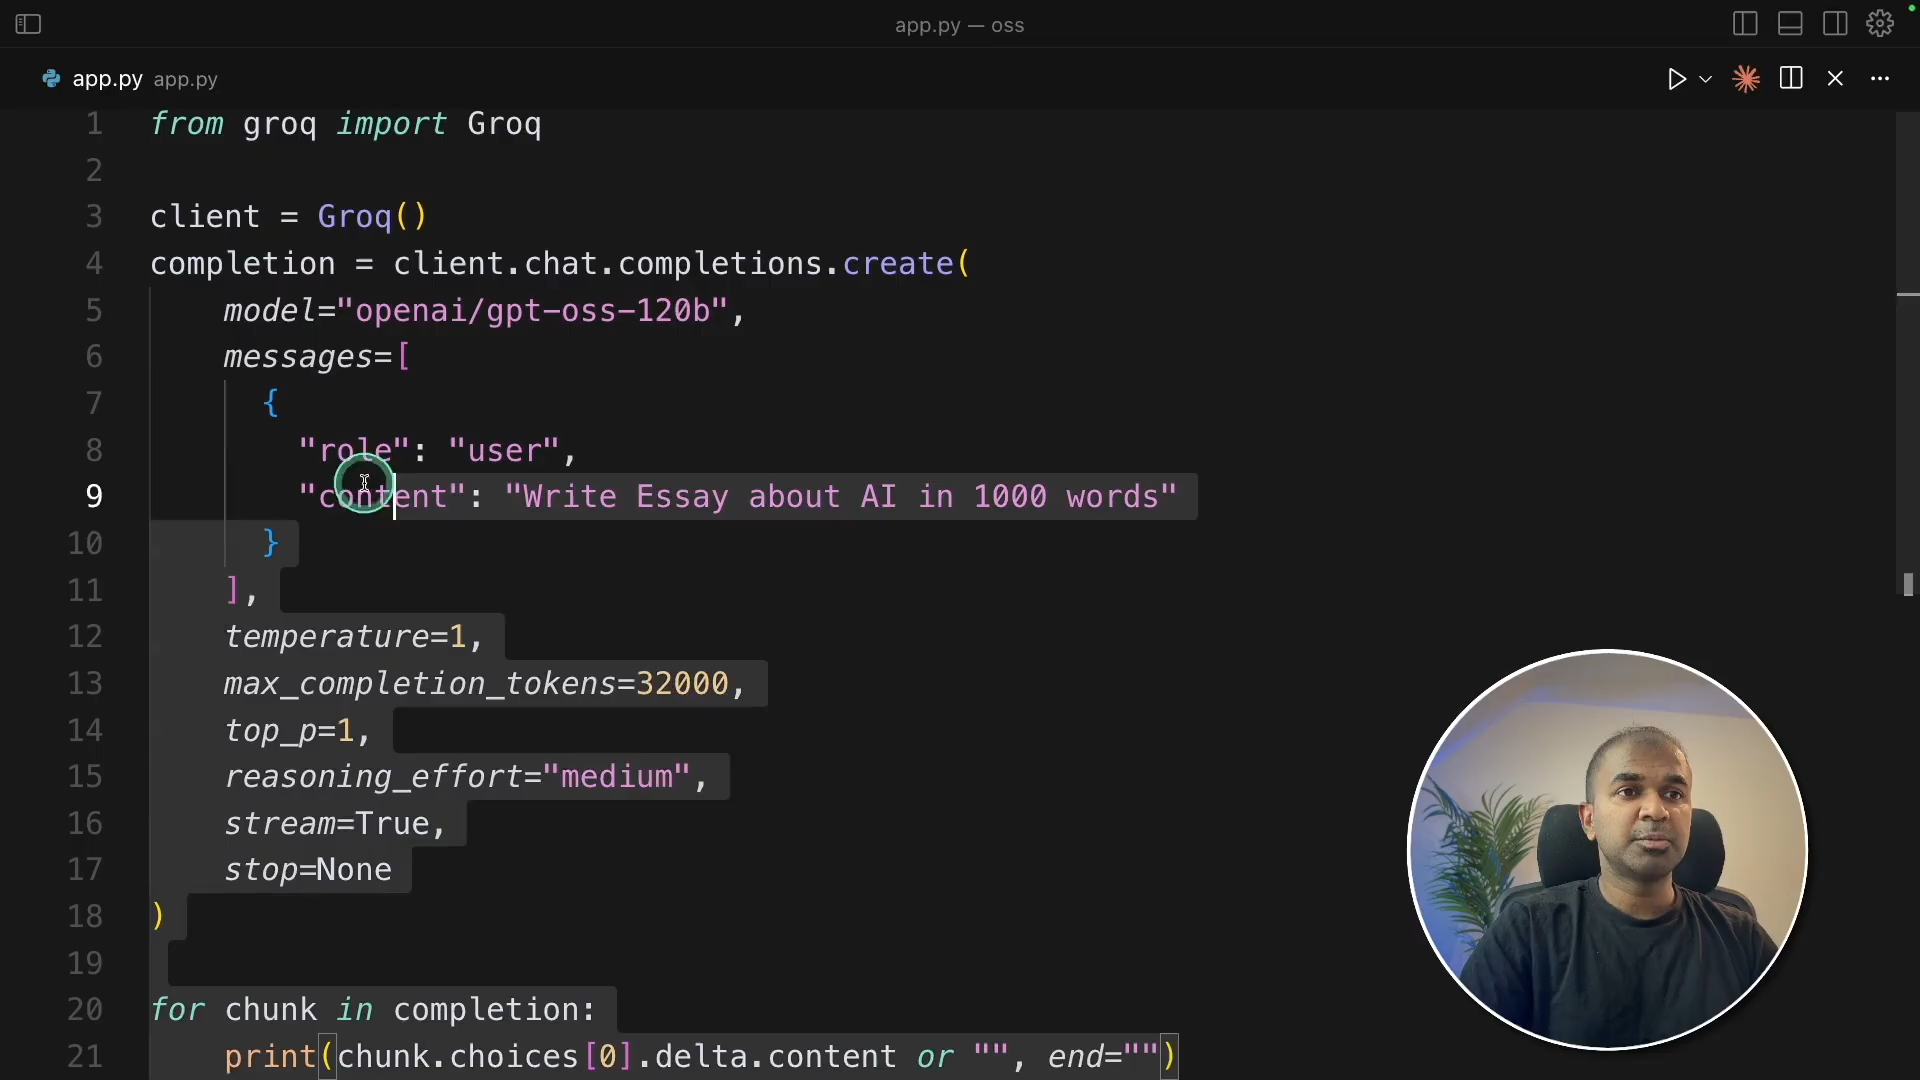 app.py — oss
app.py app.py
1 from groq import Groq
2
3 client = Groq()
4 completion = client.chat.completions.create(
5     model="openai/gpt-oss-120b",
6     messages=[
7       {
8         "role": "user",
9         "content": "Write Essay about AI in 1000 words"
10       }
11     ],
12     temperature=1,
13     max_completion_tokens=32000,
14     top_p=1,
15     reasoning_effort="medium",
16     stream=True,
17     stop=None
18 )
19
20 for chunk in completion:
21     print(chunk.choices[0].delta.content or "", end="")